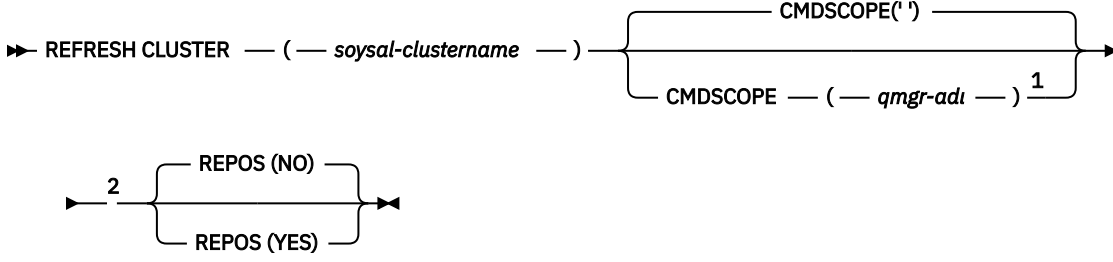 CMDSCOPE(' ')
REFRESH CLUSTER ( soysal-clustername )
CMDSCOPE ( qmgr-adı ) 1
2
REPOS (NO)
REPOS (YES)